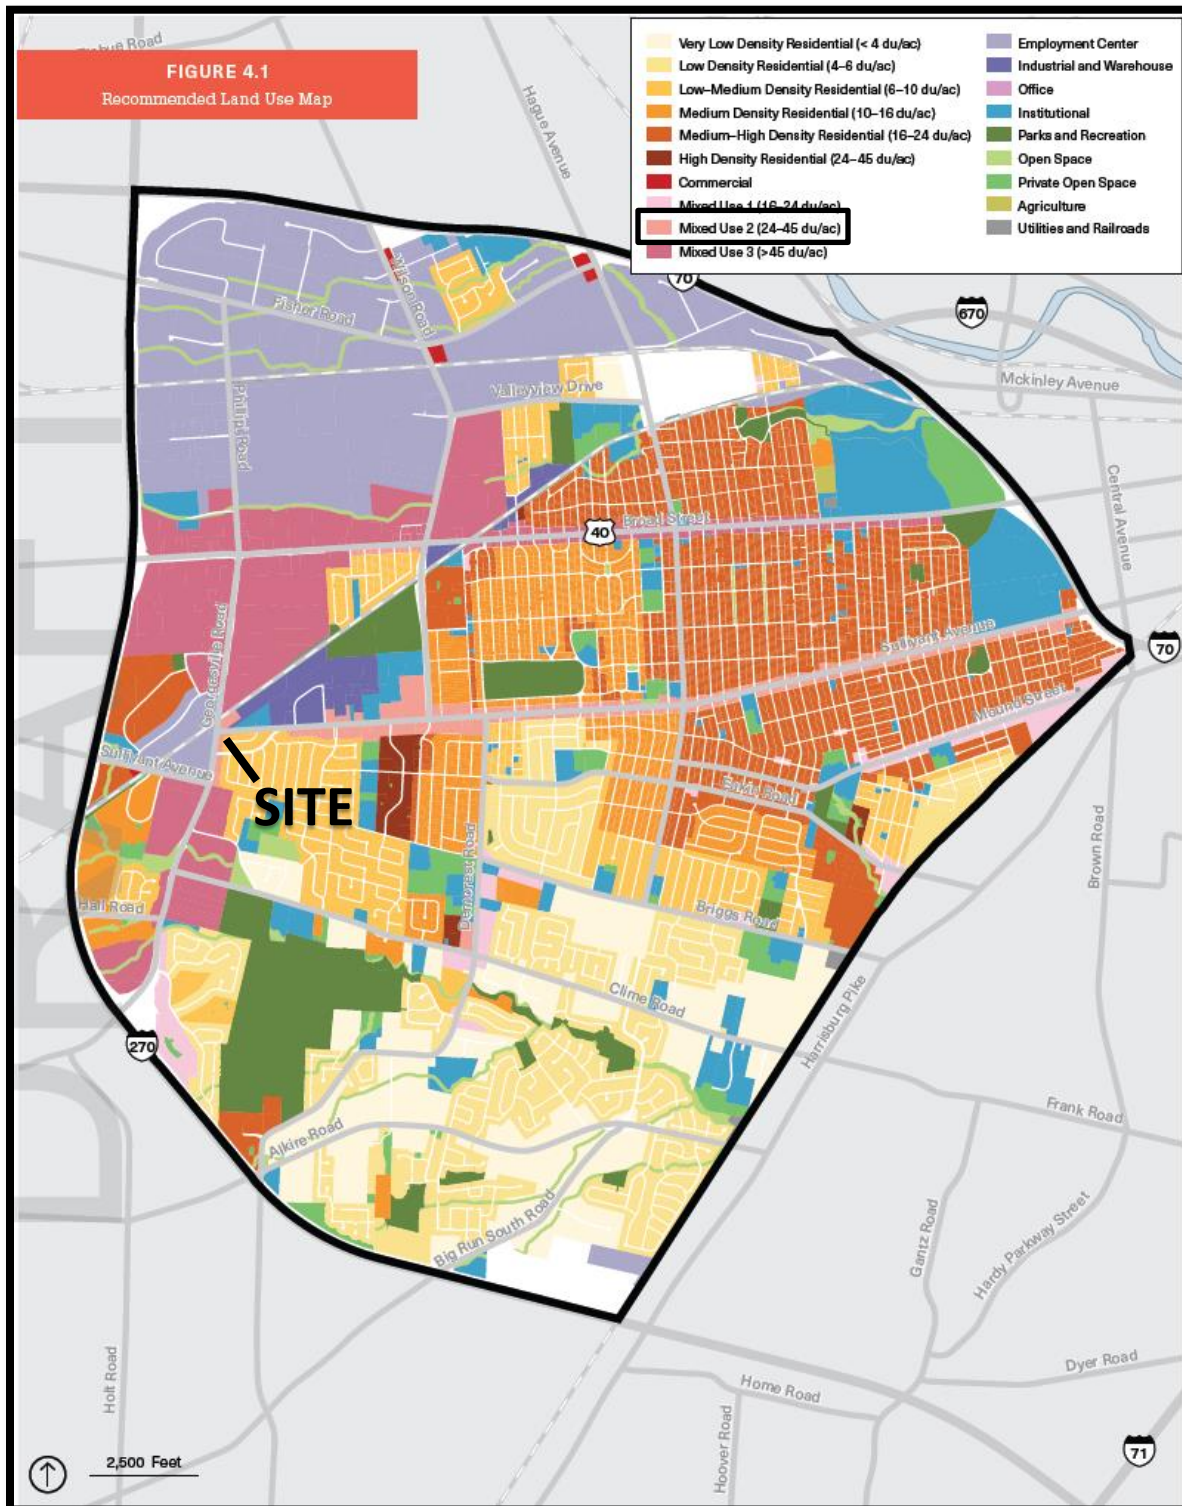 FIGURE 4.1
Recommended Land Use Map
Very Low Density Residential (< 4 du/ac)
Low Density Residential (4–6 du/ac)
Low–Medium Density Residential (6–10 du/ac)
Medium Density Residential (10–16 du/ac)
Medium–High Density Residential (16–24 du/ac)
High Density Residential (24–45 du/ac)
Commercial
Mixed Use 1 (16–24 du/ac)
Mixed Use 2 (24–45 du/ac)
Mixed Use 3 (>45 du/ac)
Employment Center
Industrial and Warehouse
Office
Institutional
Parks and Recreation
Open Space
Private Open Space
Agriculture
Utilities and Railroads
Road
Hague Avenue
Wilson Road
Fisher Road
70
670
Mckinley Avenue
Valleyview Drive
Phillipi Road
Central Avenue
Broad Street
40
Georgesville Road
Sullivant Avenue
70
Mound Street
Sullivant Avenue
SITE
Eakin Road
Demorest Road
Brown Road
Hall Road
Briggs Road
Clime Road
Harrisburg Pike
270
Frank Road
Alkire Road
Big Run South Road
Gantz Road
Hardy Parkway Street
Holt Road
Dyer Road
Home Road
Hoover Road
71
2,500 Feet